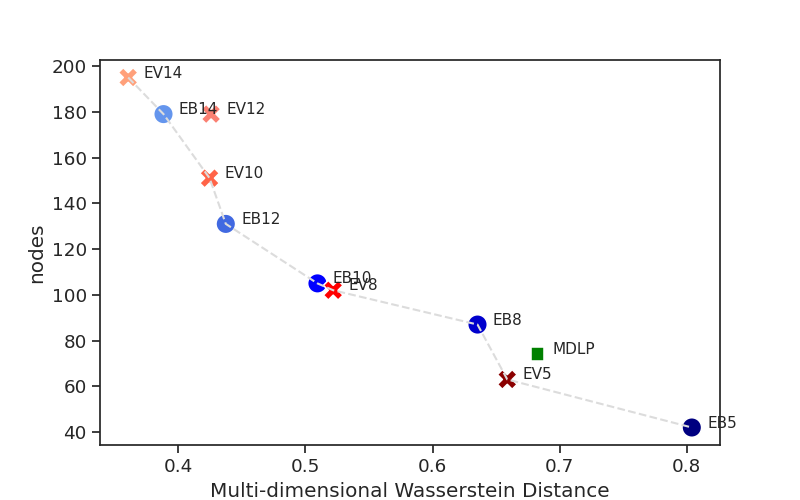 200
180
160
140
120
100
80
60
40
nodes
EV14
EB14
EV12
EV10
EB12
EB10
EV8
EB8
MDLP
EV5
EB5
0.4
0.5
0.6
0.7
0.8
Multi-dimensional Wasserstein Distance